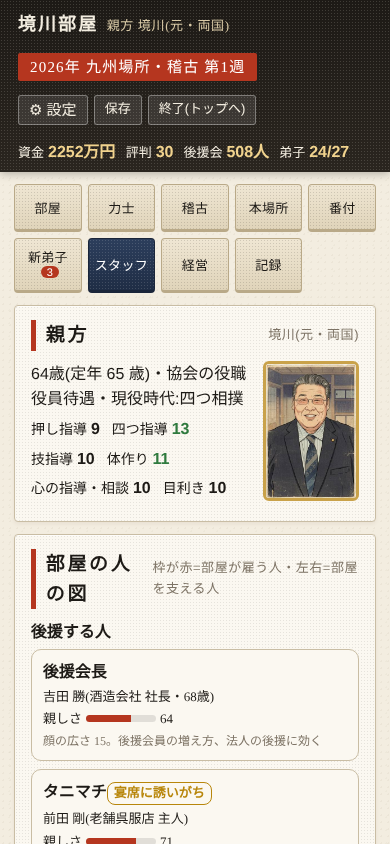 境川部屋 親方 境川(元・両国)
2026年 九州場所・稽古 第1週
⚙ 設定 保存 終了(トップへ)
資金 2252万円 評判 30 後援会 508人 弟子 24/27
部屋 力士 稽古 本場所 番付
新弟子 3 スタッフ 経営 記録
親方 境川(元・両国)
64歳(定年 65 歳)・協会の役職
役員待遇・現役時代:四つ相撲
押し指導 9 四つ指導 13
技指導 10 体作り 11
心の指導・相談 10 目利き 10
部屋の人の図
枠が赤=部屋が雇う人・左右=部屋
を支える人
後援する人
後援会長
吉田 勝(酒造会社 社長・68歳)
親しさ 64
顔の広さ 15。後援会員の増え方、法人の後援に効く
タニマチ 宴席に誘いがち
前田 剛(老舗呉服店 主人)
親しさ 71